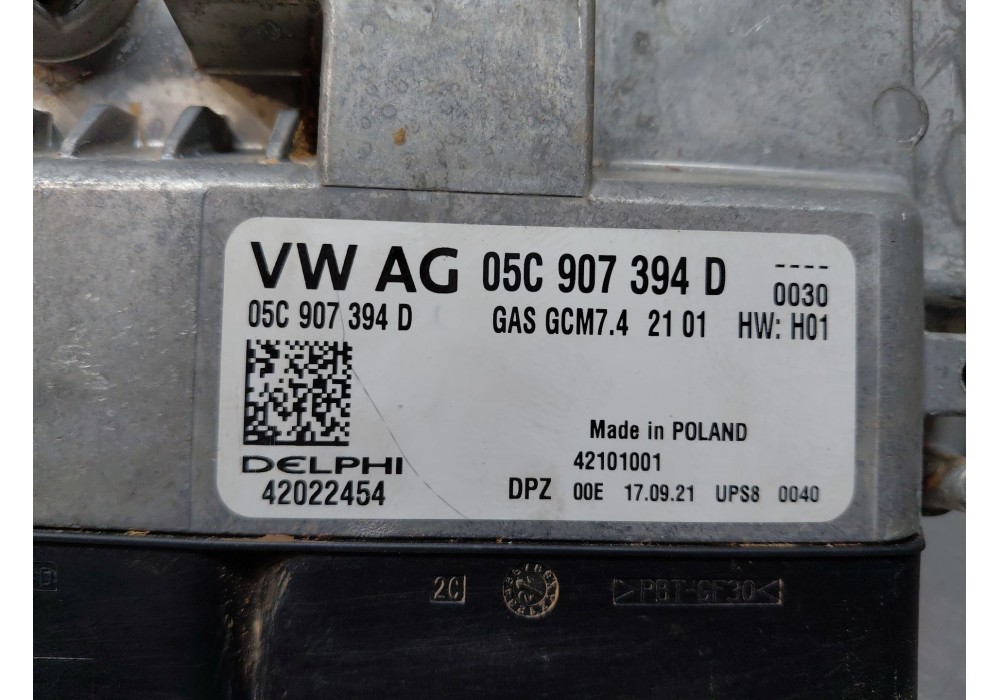 VW AG 05C 907 394 D ----
0030
05C 907 394 D GAS GCM7.4 21 01 HW: H01
Made in POLAND
42101001
DELPHI
42022454 DPZ 00E 17.09.21 UPS8 0040
2C >PBT-GF30<